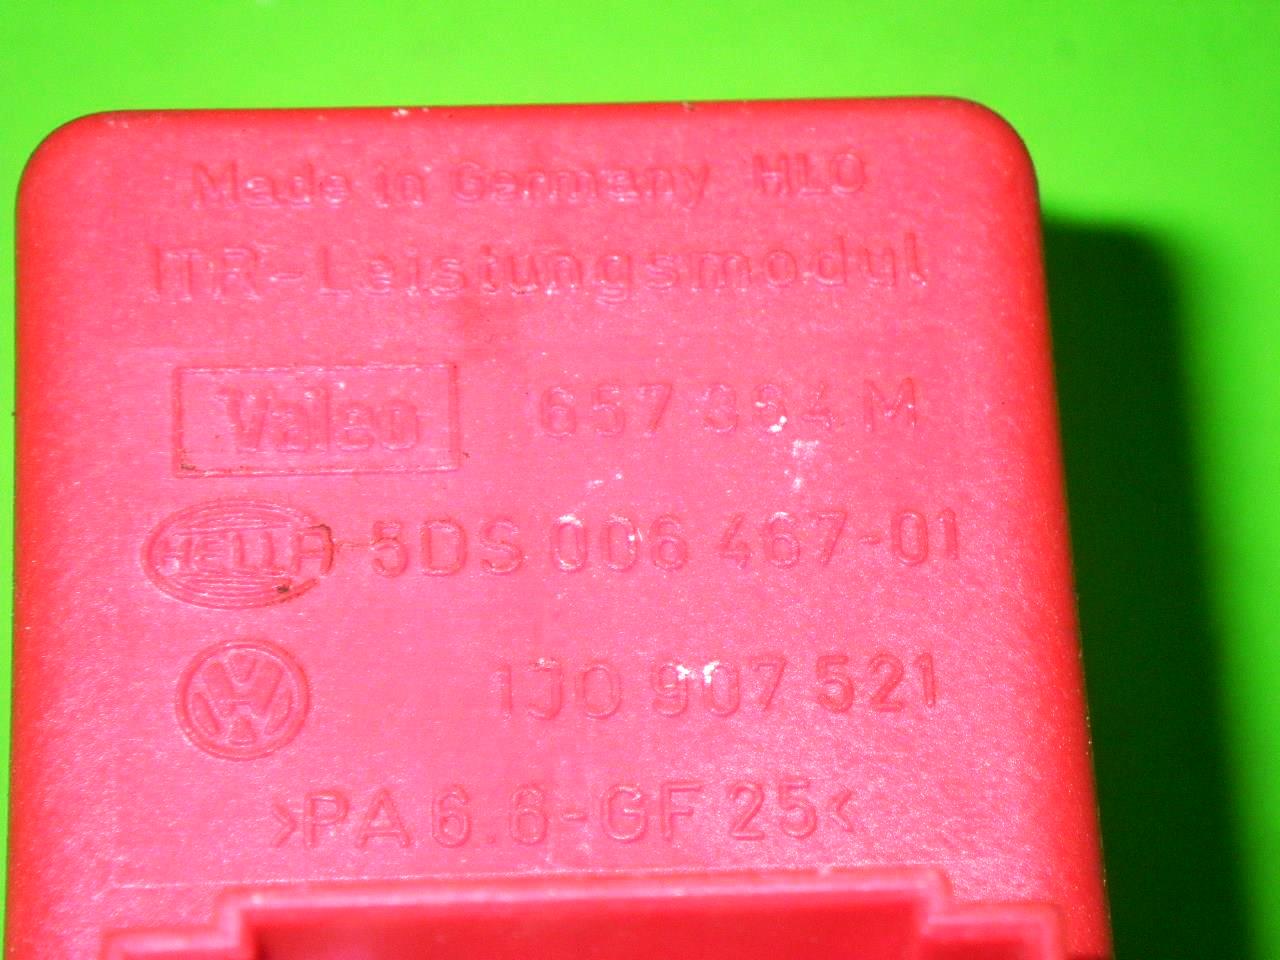 Made in Germany HLO
ITR-Leistungsmodul
Valeo 657 364 M
HELLA 5DS 006 467-01
1J0 907 521
>PA 6.6-GF 25<